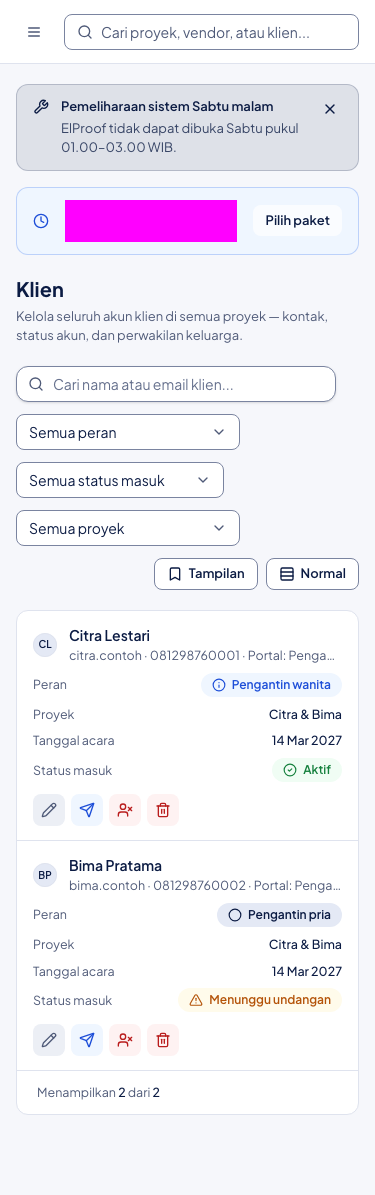 Cari proyek, vendor, atau klien...
Pemeliharaan sistem Sabtu malam
ElProof tidak dapat dibuka Sabtu pukul
01.00–03.00 WIB.
Pilih paket
Klien
Kelola seluruh akun klien di semua proyek — kontak,
status akun, dan perwakilan keluarga.
Cari nama atau email klien...
Semua peran
Semua status masuk
Semua proyek
Tampilan
Normal
CL
Citra Lestari
citra.contoh · 081298760001 · Portal: Penga...
Peran
Pengantin wanita
Proyek
Citra & Bima
Tanggal acara
14 Mar 2027
Status masuk
Aktif
BP
Bima Pratama
bima.contoh · 081298760002 · Portal: Penga...
Peran
Pengantin pria
Proyek
Citra & Bima
Tanggal acara
14 Mar 2027
Status masuk
Menunggu undangan
Menampilkan 2 dari 2